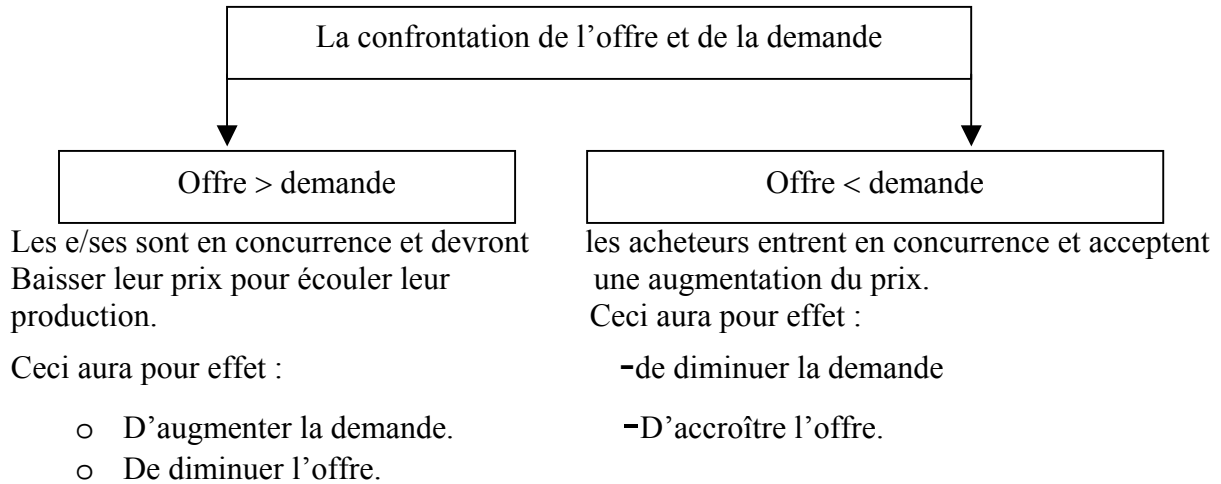 La confrontation de l’offre et de la demande
Offre > demande
Les e/ses sont en concurrence et devront
Baisser leur prix pour écouler leur
production.
Ceci aura pour effet :
o D’augmenter la demande.
o De diminuer l’offre.
Offre < demande
les acheteurs entrent en concurrence et acceptent
une augmentation du prix.
Ceci aura pour effet :
-de diminuer la demande
-D’accroître l’offre.